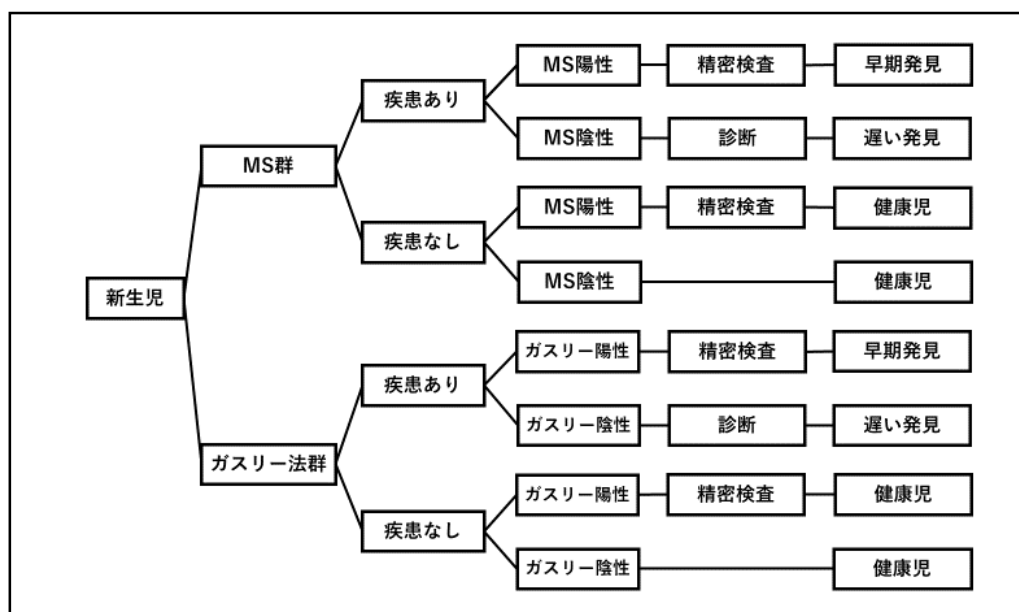 新生児
MS群
疾患あり
MS陽性
精密検査
早期発見
MS陰性
診断
遅い発見
疾患なし
MS陽性
精密検査
健康児
MS陰性
健康児
ガスリー法群
疾患あり
ガスリー陽性
精密検査
早期発見
ガスリー陰性
診断
遅い発見
疾患なし
ガスリー陽性
精密検査
健康児
ガスリー陰性
健康児